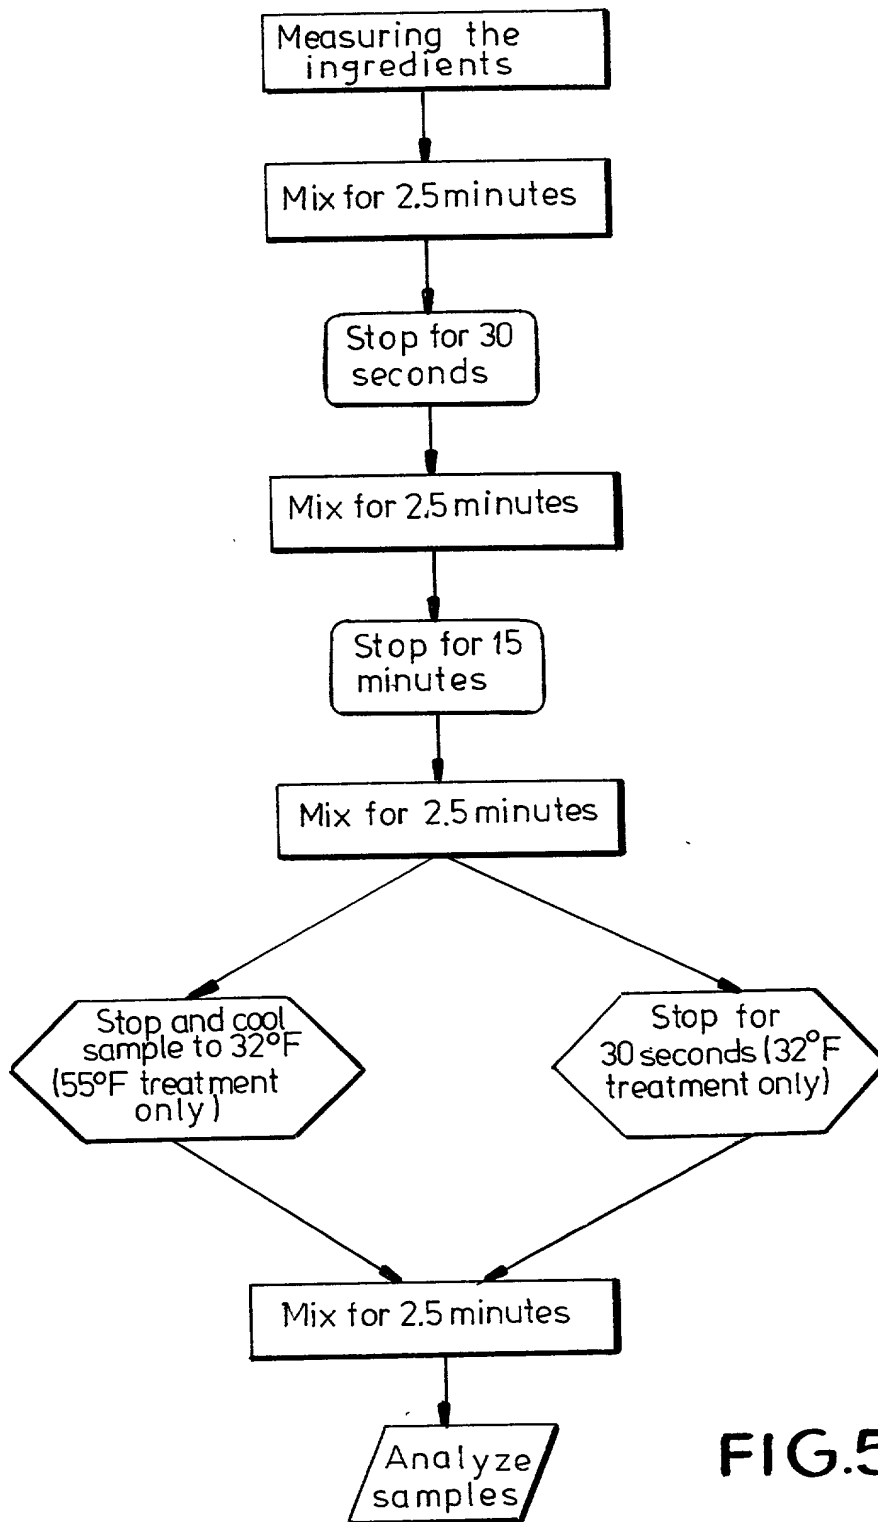 Measuring the
ingredients
Mix for 2.5 minutes
Stop for 30
seconds
Mix for 2.5 minutes
Stop for 15
minutes
Mix for 2.5 minutes
Stop and cool
sample to 32°F
(55°F treatment
only)
Stop for
30 seconds (32°F
treatment only)
Mix for 2.5 minutes
Analyze
samples
FIG.5